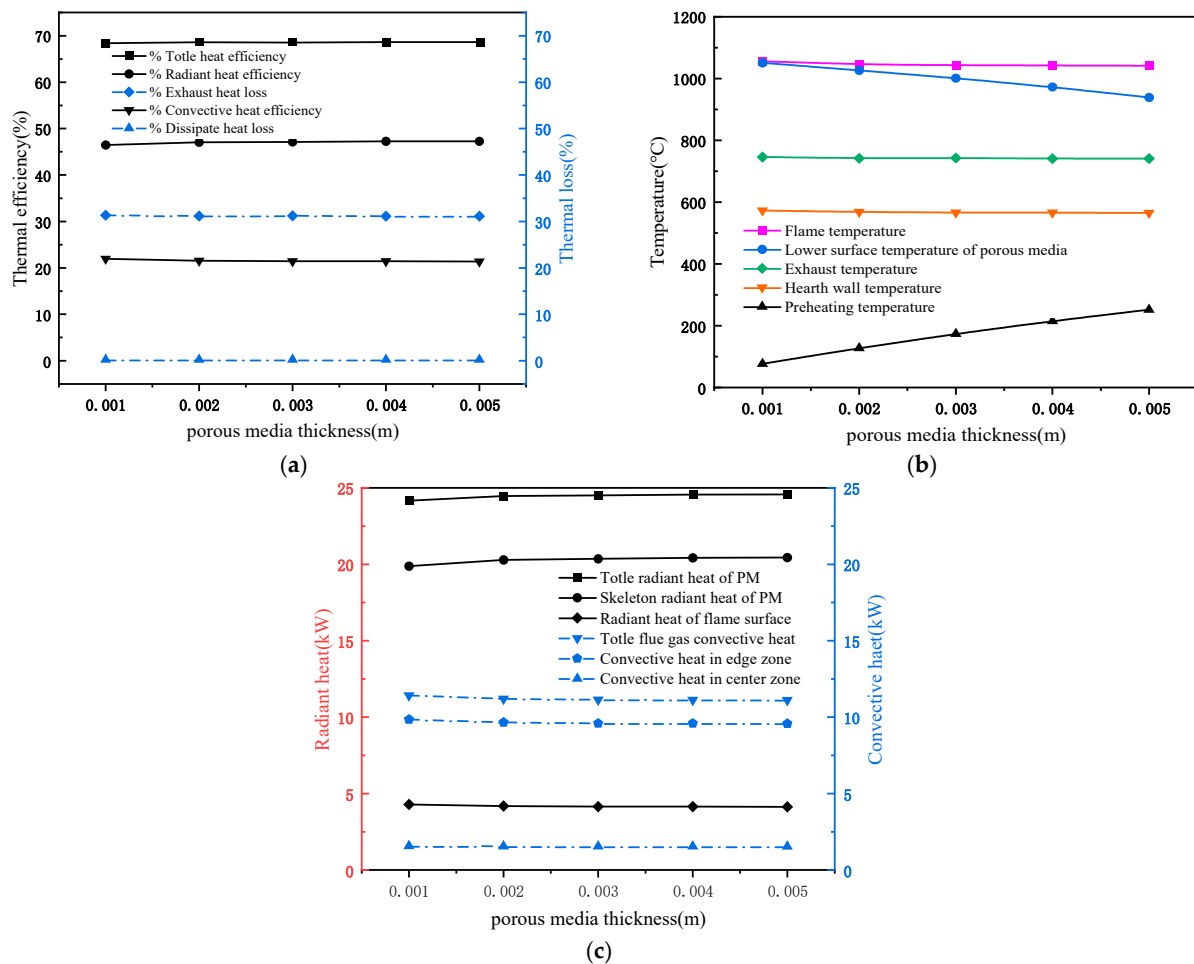 70
60
50
40
30
20
10
0
Thermal efficiency(%)
% Totle heat efficiency
% Radiant heat efficiency
% Exhaust heat loss
% Convective heat efficiency
% Dissipate heat loss
70
60
50
40
30
20
10
0
Thermal loss(%)
0.001 0.002 0.003 0.004 0.005
porous media thickness(m)
(a)
1200
1000
800
600
400
200
0
Temperature(°C)
Flame temperature
Lower surface temperature of porous media
Exhaust temperature
Hearth wall temperature
Preheating temperature
0.001 0.002 0.003 0.004 0.005
porous media thickness(m)
(b)
25
20
15
10
5
0
Radiant heat(kW)
Totle radiant heat of PM
Skeleton radiant heat of PM
Radiant heat of flame surface
Totle flue gas convective heat
Convective heat in edge zone
Convective heat in center zone
25
20
15
10
5
0
Convective haet(kW)
0.001 0.002 0.003 0.004 0.005
porous media thickness(m)
(c)